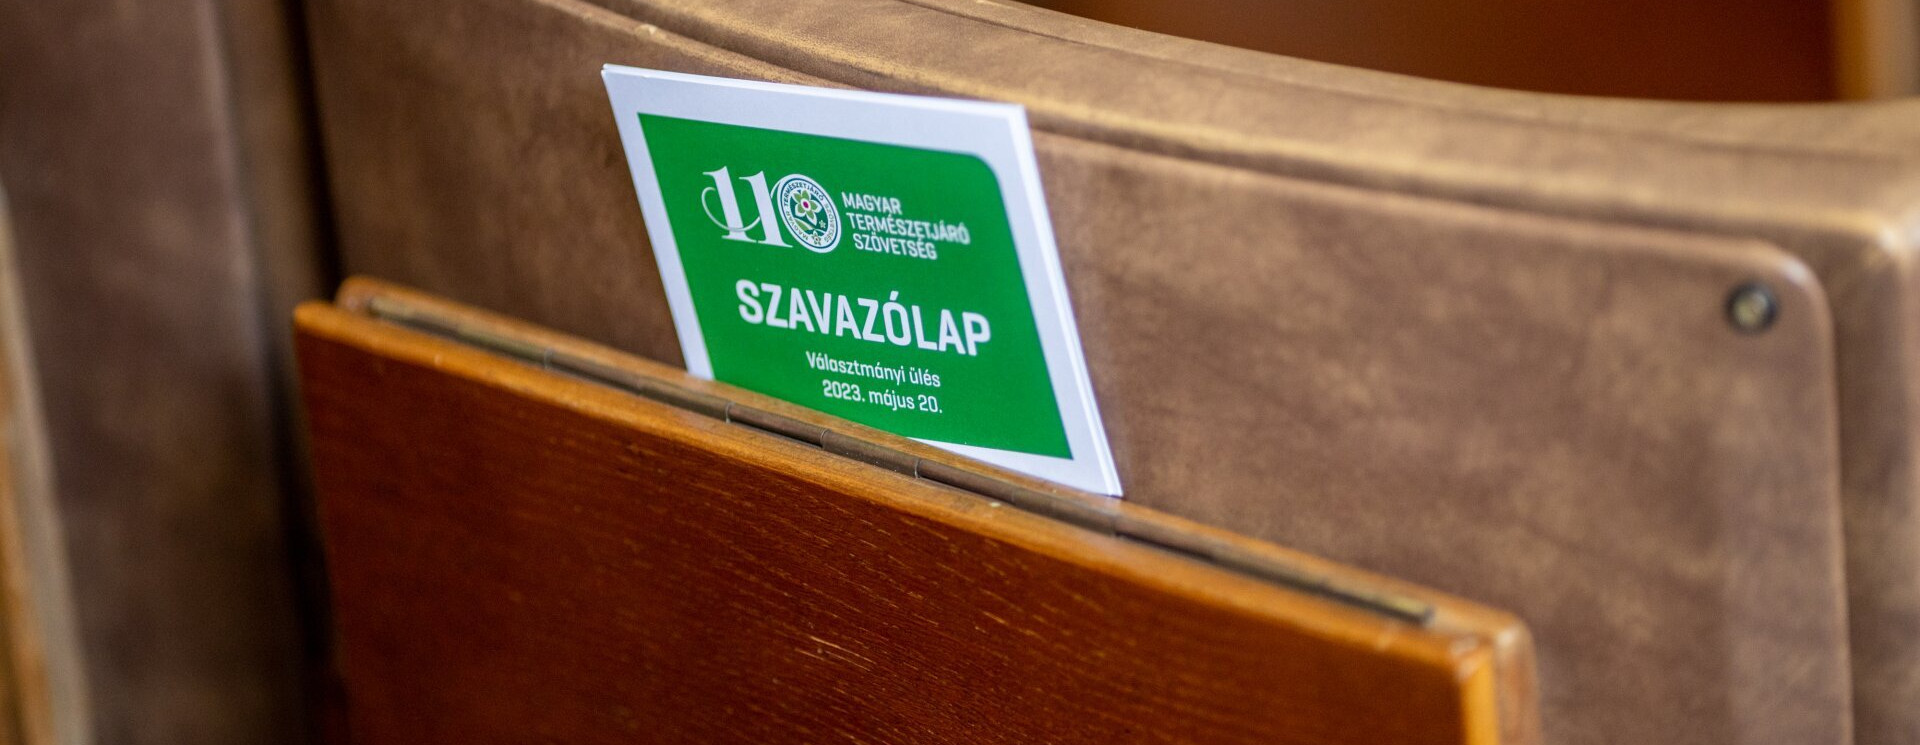 110
MAGYAR
TERMÉSZETJÁRÓ
SZÖVETSÉG
SZAVAZÓLAP
Választmányi ülés
2023. május 20.